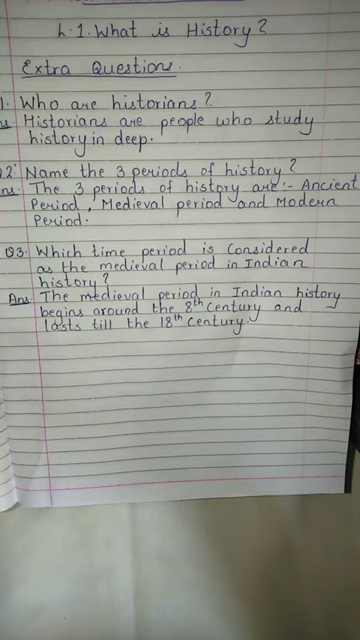 h.1. What is History?
Extra Questions.
1. Who are historians?
s Historians are people who study
history in deep.
2. Name the 3 periods of history?
ns. The 3 periods of history are:- Ancient
Period, Medieval period and Modern
Period.
Q3. Which time period is Considered
as the medieval period in Indian
history?
Ans. The medieval period in Indian history
begins around the 8th Century and
lasts till the 18th Century.